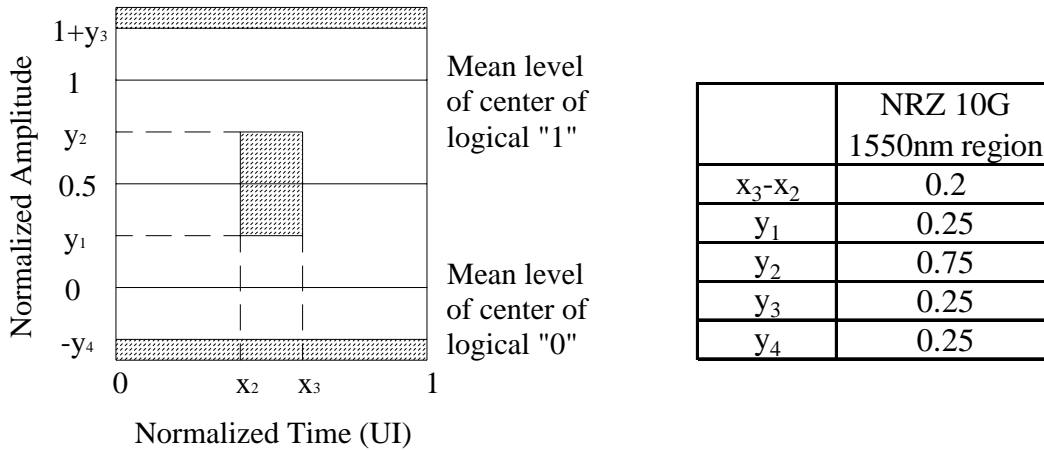 1+y₃
1
y₂
0.5
y₁
0
-y₄
Normalized Amplitude
0
x₂
x₃
1
Normalized Time (UI)
Mean level
of center of
logical "1"
Mean level
of center of
logical "0"
NRZ 10G
1550nm region
x₃-x₂ 0.2
y₁ 0.25
y₂ 0.75
y₃ 0.25
y₄ 0.25